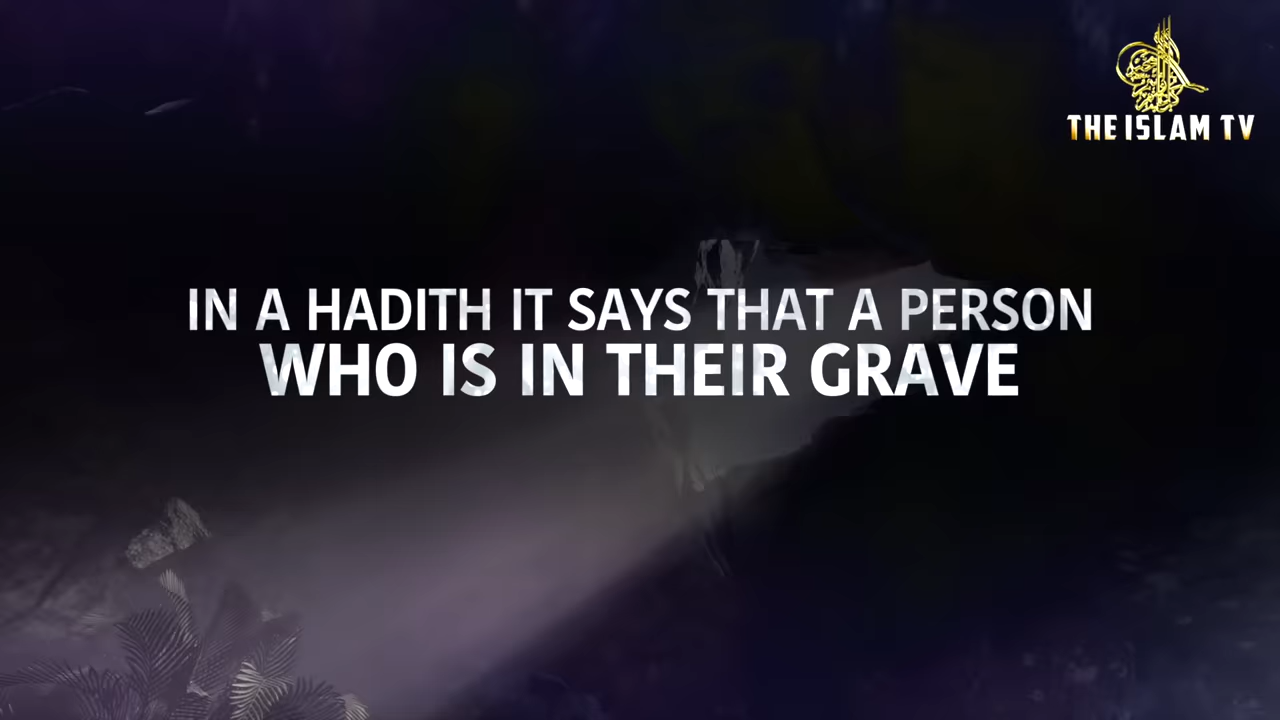 THE ISLAM TV
IN A HADITH IT SAYS THAT A PERSON
WHO IS IN THEIR GRAVE